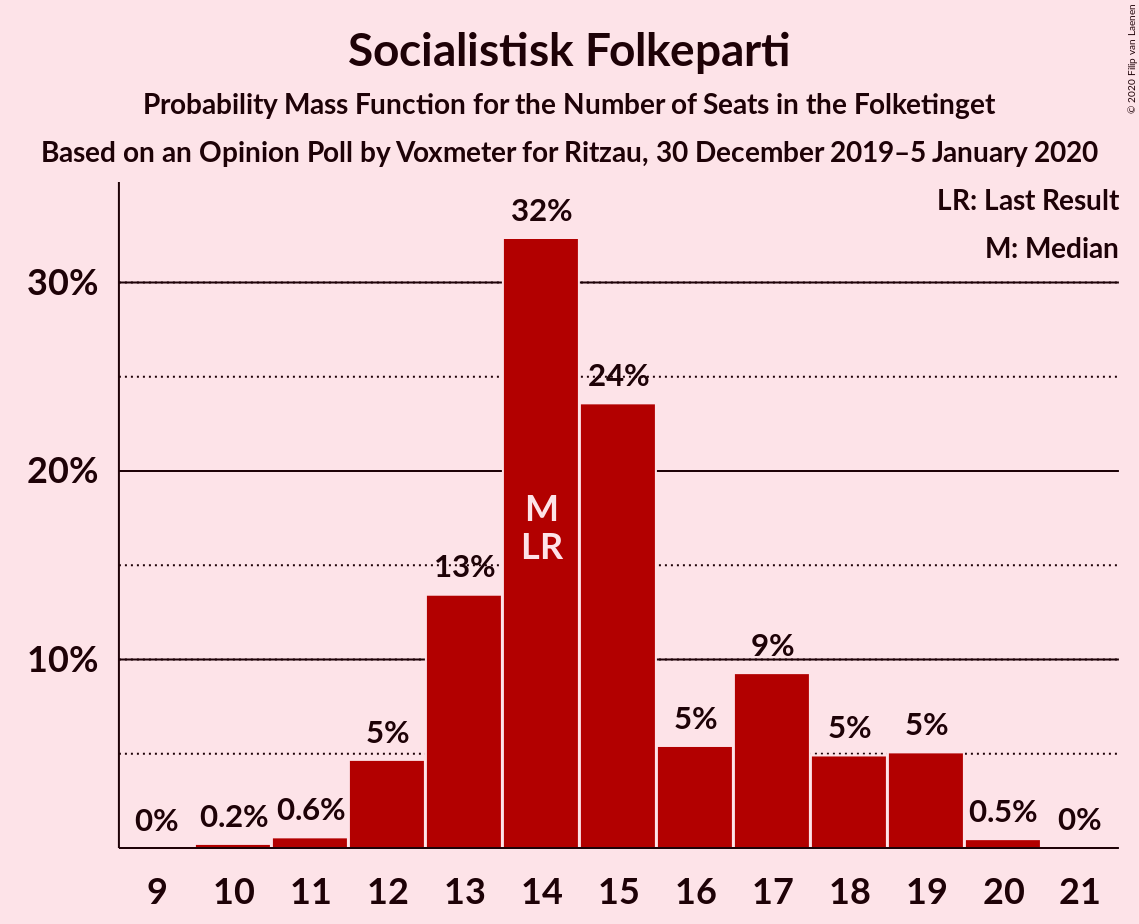 Socialistisk Folkeparti
Probability Mass Function for the Number of Seats in the Folketinget
Based on an Opinion Poll by Voxmeter for Ritzau, 30 December 2019–5 January 2020
© 2020 Filip van Laenen
LR: Last Result
M: Median
30%
20%
10%
0%
0.2%
0.6%
5%
13%
32%
24%
5%
9%
5%
5%
0.5%
0%
M
LR
9 10 11 12 13 14 15 16 17 18 19 20 21